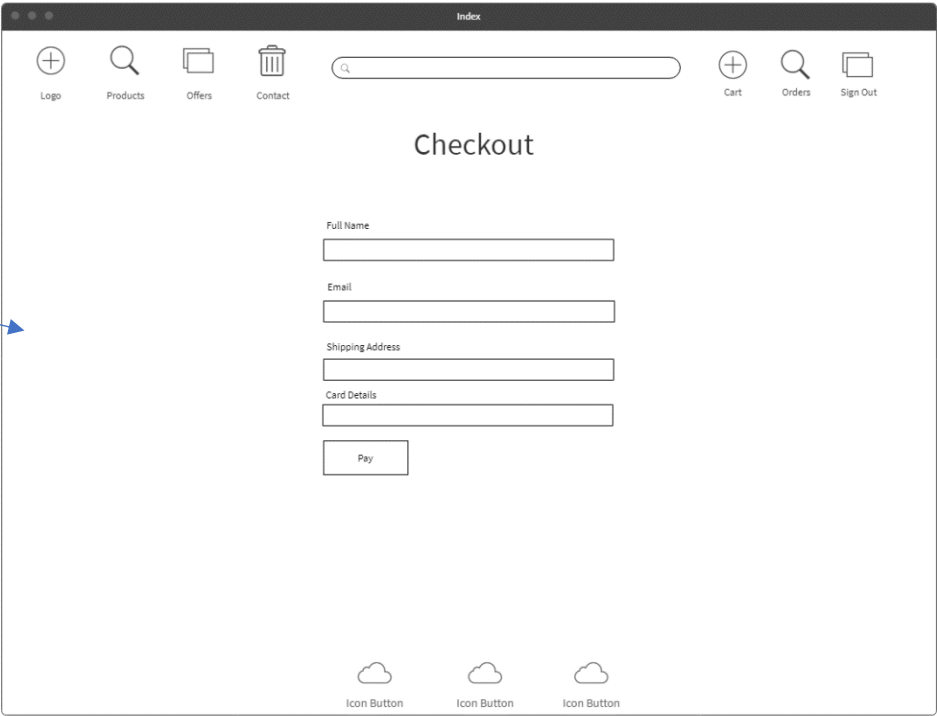 Index
Logo
Products
Offers
Contact
Cart
Orders
Sign Out
Checkout
Full Name
Email
Shipping Address
Card Details
Pay
Icon Button
Icon Button
Icon Button